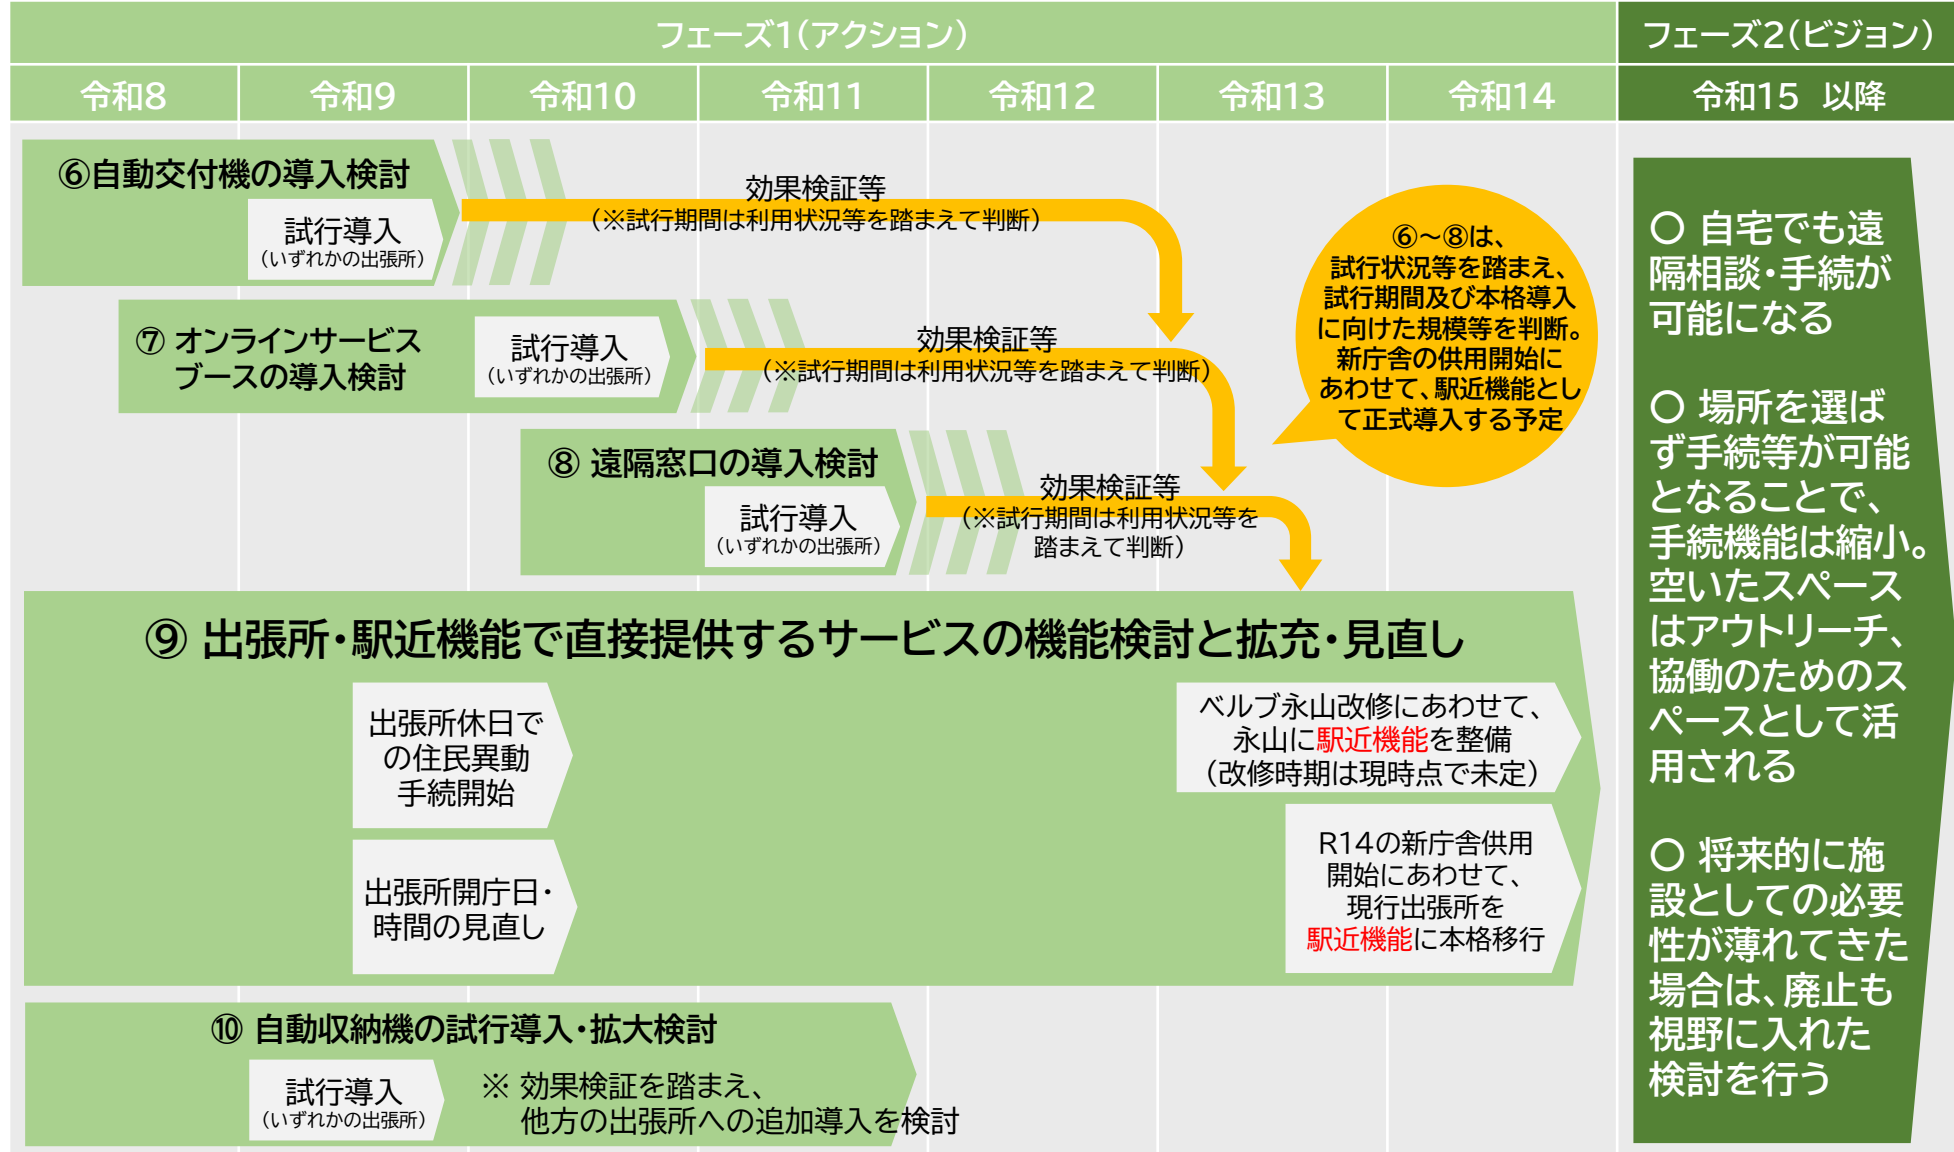 フェーズ1(アクション)
フェーズ2(ビジョン)
令和8
令和9
令和10
令和11
令和12
令和13
令和14
令和15 以降
⑥自動交付機の導入検討
試行導入
(いずれかの出張所)
効果検証等
(※試行期間は利用状況等を踏まえて判断)
⑦ オンラインサービス
ブースの導入検討
試行導入
(いずれかの出張所)
効果検証等
(※試行期間は利用状況等を踏まえて判断)
⑧ 遠隔窓口の導入検討
試行導入
(いずれかの出張所)
効果検証等
(※試行期間は利用状況等を
踏まえて判断)
⑥~⑧は、
試行状況等を踏まえ、
試行期間及び本格導入
に向けた規模等を判断。
新庁舎の供用開始に
あわせて、駅近機能とし
て正式導入する予定
⑨ 出張所・駅近機能で直接提供するサービスの機能検討と拡充・見直し
出張所休日で
の住民異動
手続開始
出張所開庁日・
時間の見直し
ベルブ永山改修にあわせて、
永山に駅近機能を整備
(改修時期は現時点で未定)
R14の新庁舎供用
開始にあわせて、
現行出張所を
駅近機能に本格移行
⑩ 自動収納機の試行導入・拡大検討
試行導入
(いずれかの出張所)
※ 効果検証を踏まえ、
他方の出張所への追加導入を検討
〇 自宅でも遠
隔相談・手続が
可能になる
〇 場所を選ば
ず手続等が可能
となることで、
手続機能は縮小。
空いたスペース
はアウトリーチ、
協働のためのス
ペースとして活
用される
〇 将来的に施
設としての必要
性が薄れてきた
場合は、廃止も
視野に入れた
検討を行う